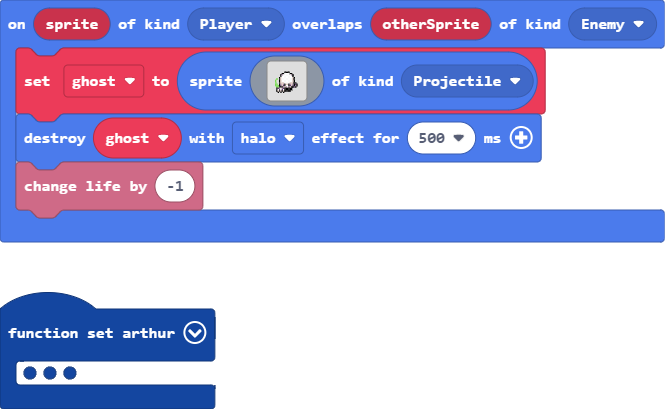 on sprite of kind Player overlaps otherSprite of kind Enemy
set ghost to sprite of kind Projectile
destroy ghost with halo effect for 500 ms
change life by -1
function set arthur